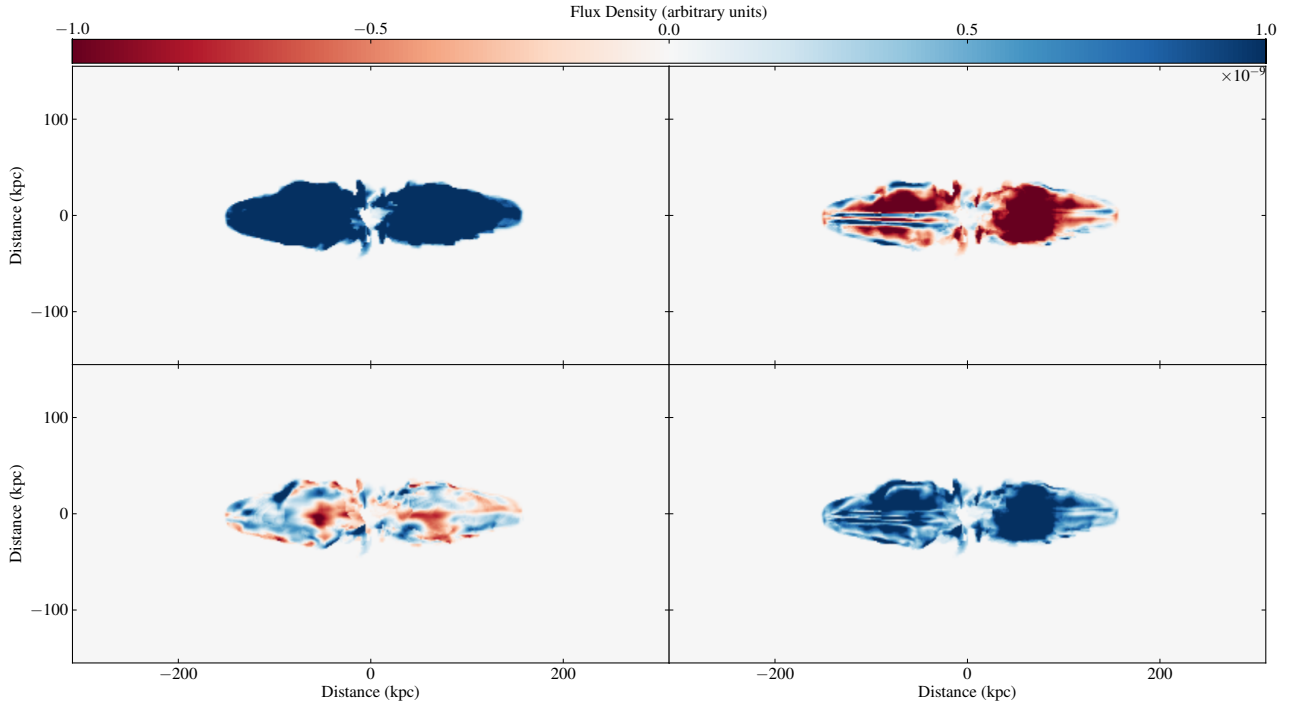 Flux Density (arbitrary units)
−1.0 −0.5 0.0 0.5 1.0
×10⁻⁹
100
0
−100
Distance (kpc)
100
0
−100
Distance (kpc)
−200 0 200 −200 0 200
Distance (kpc) Distance (kpc)